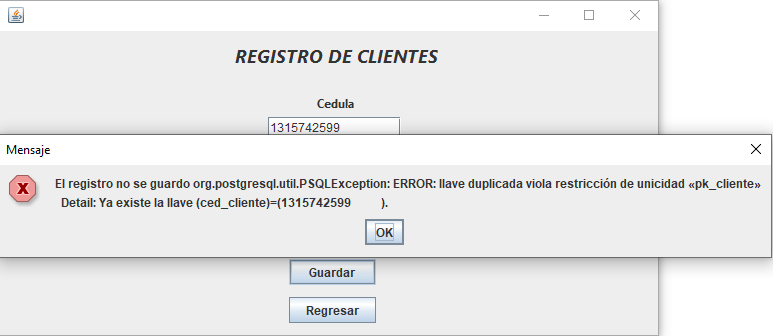 REGISTRO DE CLIENTES
Cedula
1315742599
Mensaje
El registro no se guardo org.postgresql.util.PSQLException: ERROR: llave duplicada viola restricción de unicidad «pk_cliente»
Detail: Ya existe la llave (ced_cliente)=(1315742599          ).
OK
Guardar
Regresar